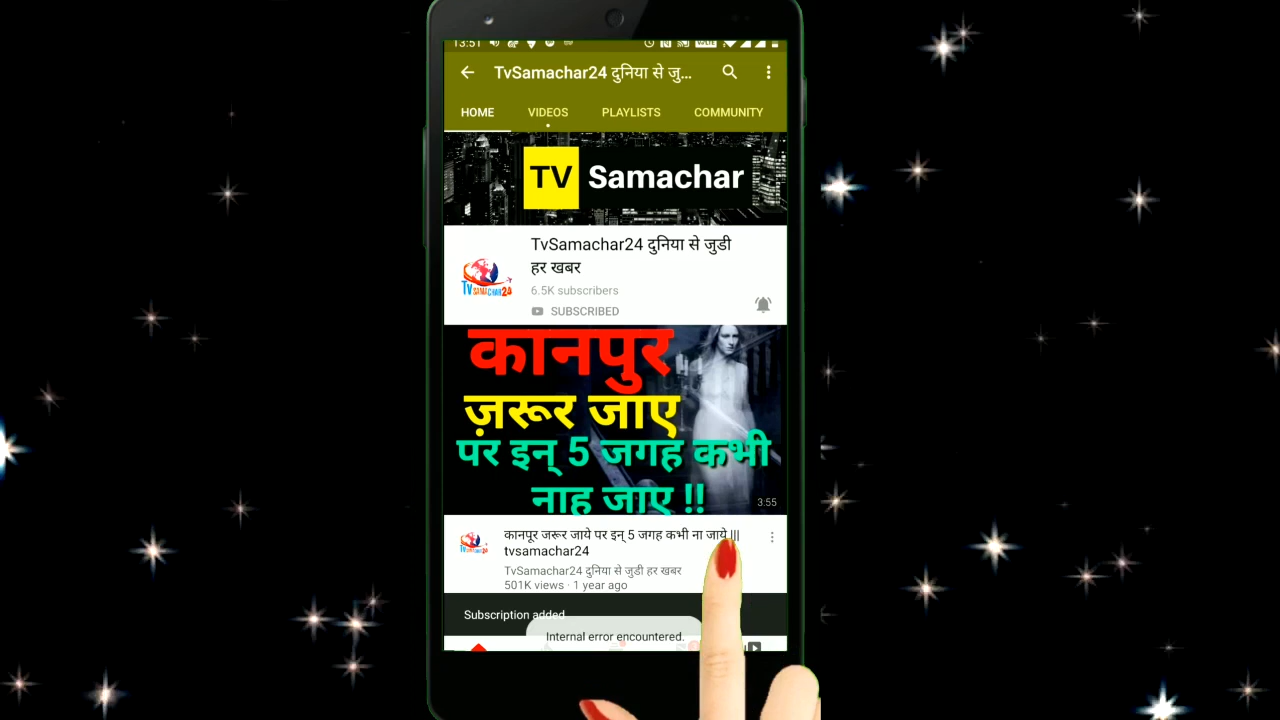 13:51
TvSamachar24 दुनिया से जु...
HOME VIDEOS PLAYLISTS COMMUNITY
TV Samachar
TvSamachar24 दुनिया से जुडी
हर खबर
6.5K subscribers
SUBSCRIBED
TV SAMACHAR24
कानपुर
ज़रूर जाए
पर इन् 5 जगह कभी
नाह जाए !!
3:55
कानपूर जरूर जाये पर इन् 5 जगह कभी ना जाये |||
tvsamachar24
TvSamachar24 दुनिया से जुडी हर खबर
501K views · 1 year ago
Subscription added
Internal error encountered.